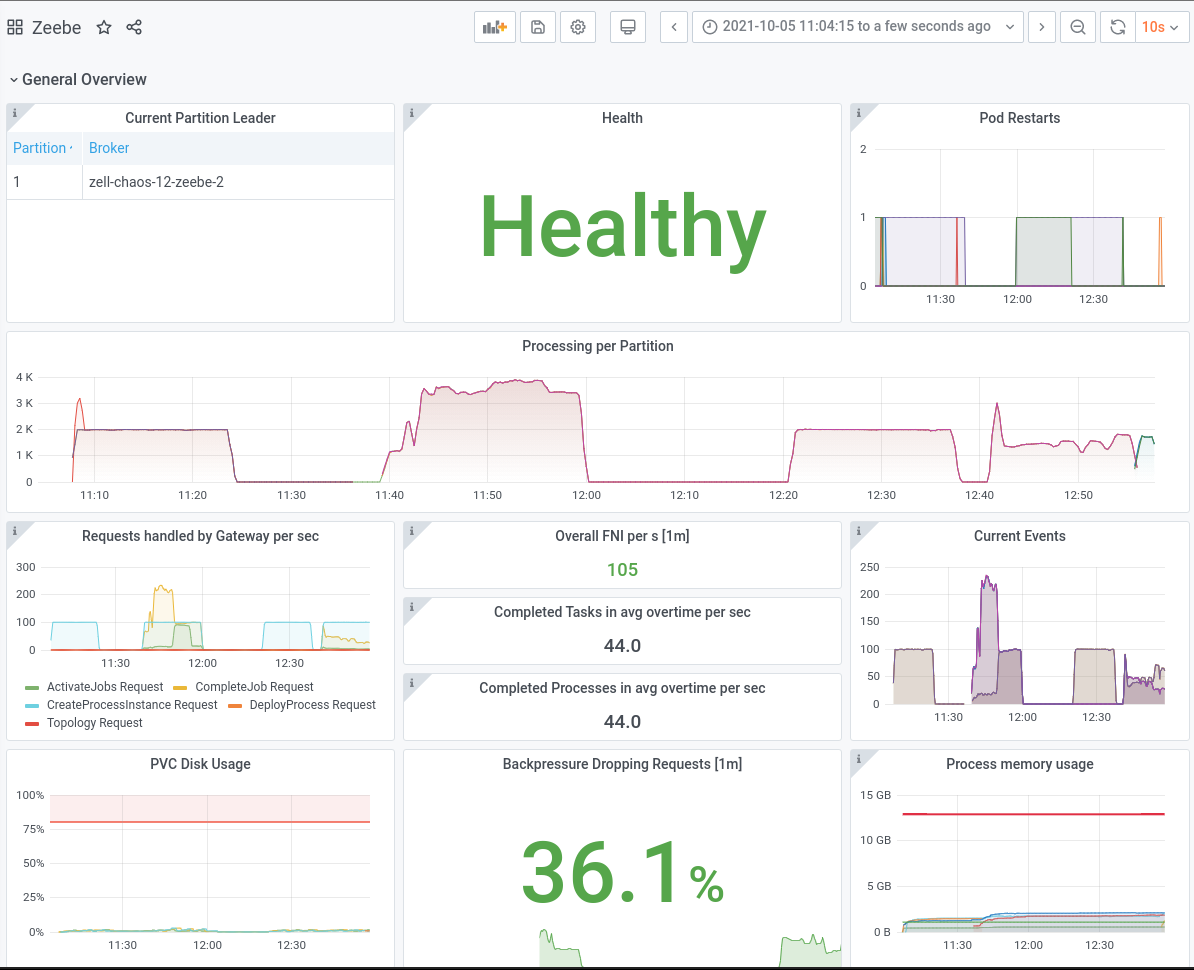 Zeebe
2021-10-05 11:04:15 to a few seconds ago
10s
General Overview
Current Partition Leader
Partition Broker
1 zell-chaos-12-zeebe-2
Health
Healthy
Pod Restarts
2
1
0
11:30 12:00 12:30
Processing per Partition
4 K
3 K
2 K
1 K
0
11:10 11:20 11:30 11:40 11:50 12:00 12:10 12:20 12:30 12:40 12:50
Requests handled by Gateway per sec
300
200
100
0
11:30 12:00 12:30
ActivateJobs Request CompleteJob Request
CreateProcessInstance Request DeployProcess Request
Topology Request
Overall FNI per s [1m]
105
Completed Tasks in avg overtime per sec
44.0
Completed Processes in avg overtime per sec
44.0
Current Events
250
200
150
100
50
0
11:30 12:00 12:30
PVC Disk Usage
100%
75%
50%
25%
0%
11:30 12:00 12:30
Backpressure Dropping Requests [1m]
36.1%
Process memory usage
15 GB
10 GB
5 GB
0 B
11:30 12:00 12:30